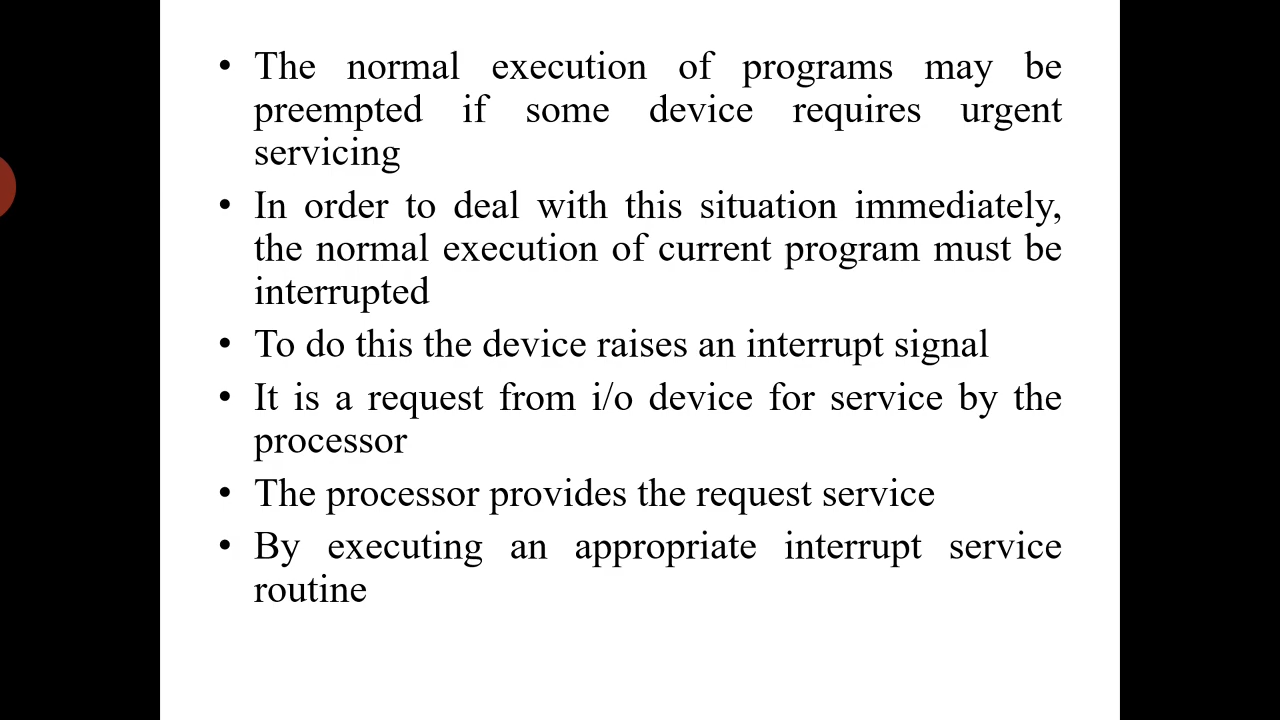 • The normal execution of programs may be
preempted if some device requires urgent
servicing
• In order to deal with this situation immediately,
the normal execution of current program must be
interrupted
• To do this the device raises an interrupt signal
• It is a request from i/o device for service by the
processor
• The processor provides the request service
• By executing an appropriate interrupt service
routine